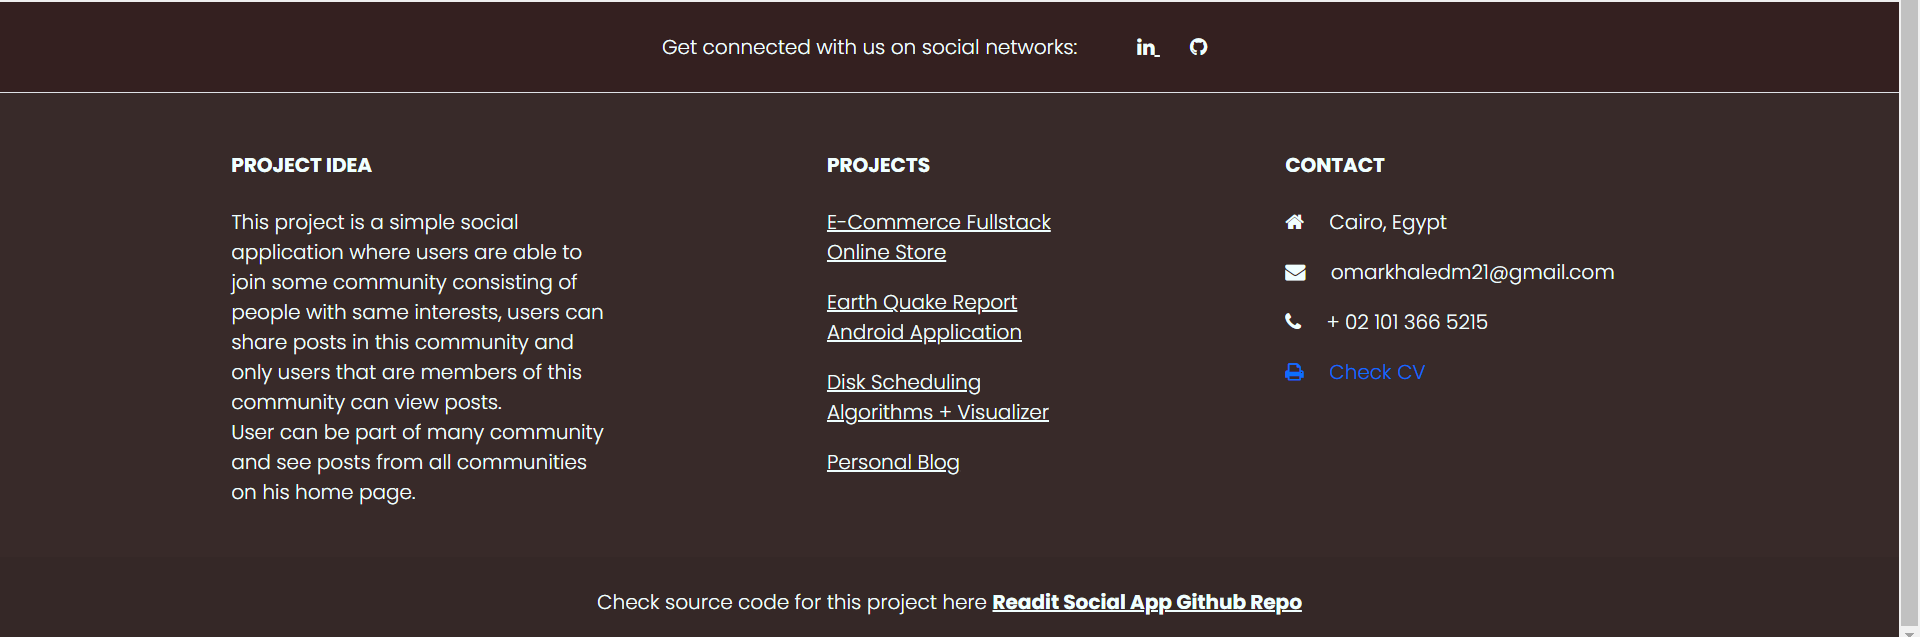 Get connected with us on social networks:
PROJECT IDEA
This project is a simple social
application where users are able to
join some community consisting of
people with same interests, users can
share posts in this community and
only users that are members of this
community can view posts.
User can be part of many community
and see posts from all communities
on his home page.
PROJECTS
E-Commerce Fullstack
Online Store
Earth Quake Report
Android Application
Disk Scheduling
Algorithms + Visualizer
Personal Blog
CONTACT
Cairo, Egypt
omarkhaledm21@gmail.com
+ 02 101 366 5215
Check CV
Check source code for this project here Readit Social App Github Repo